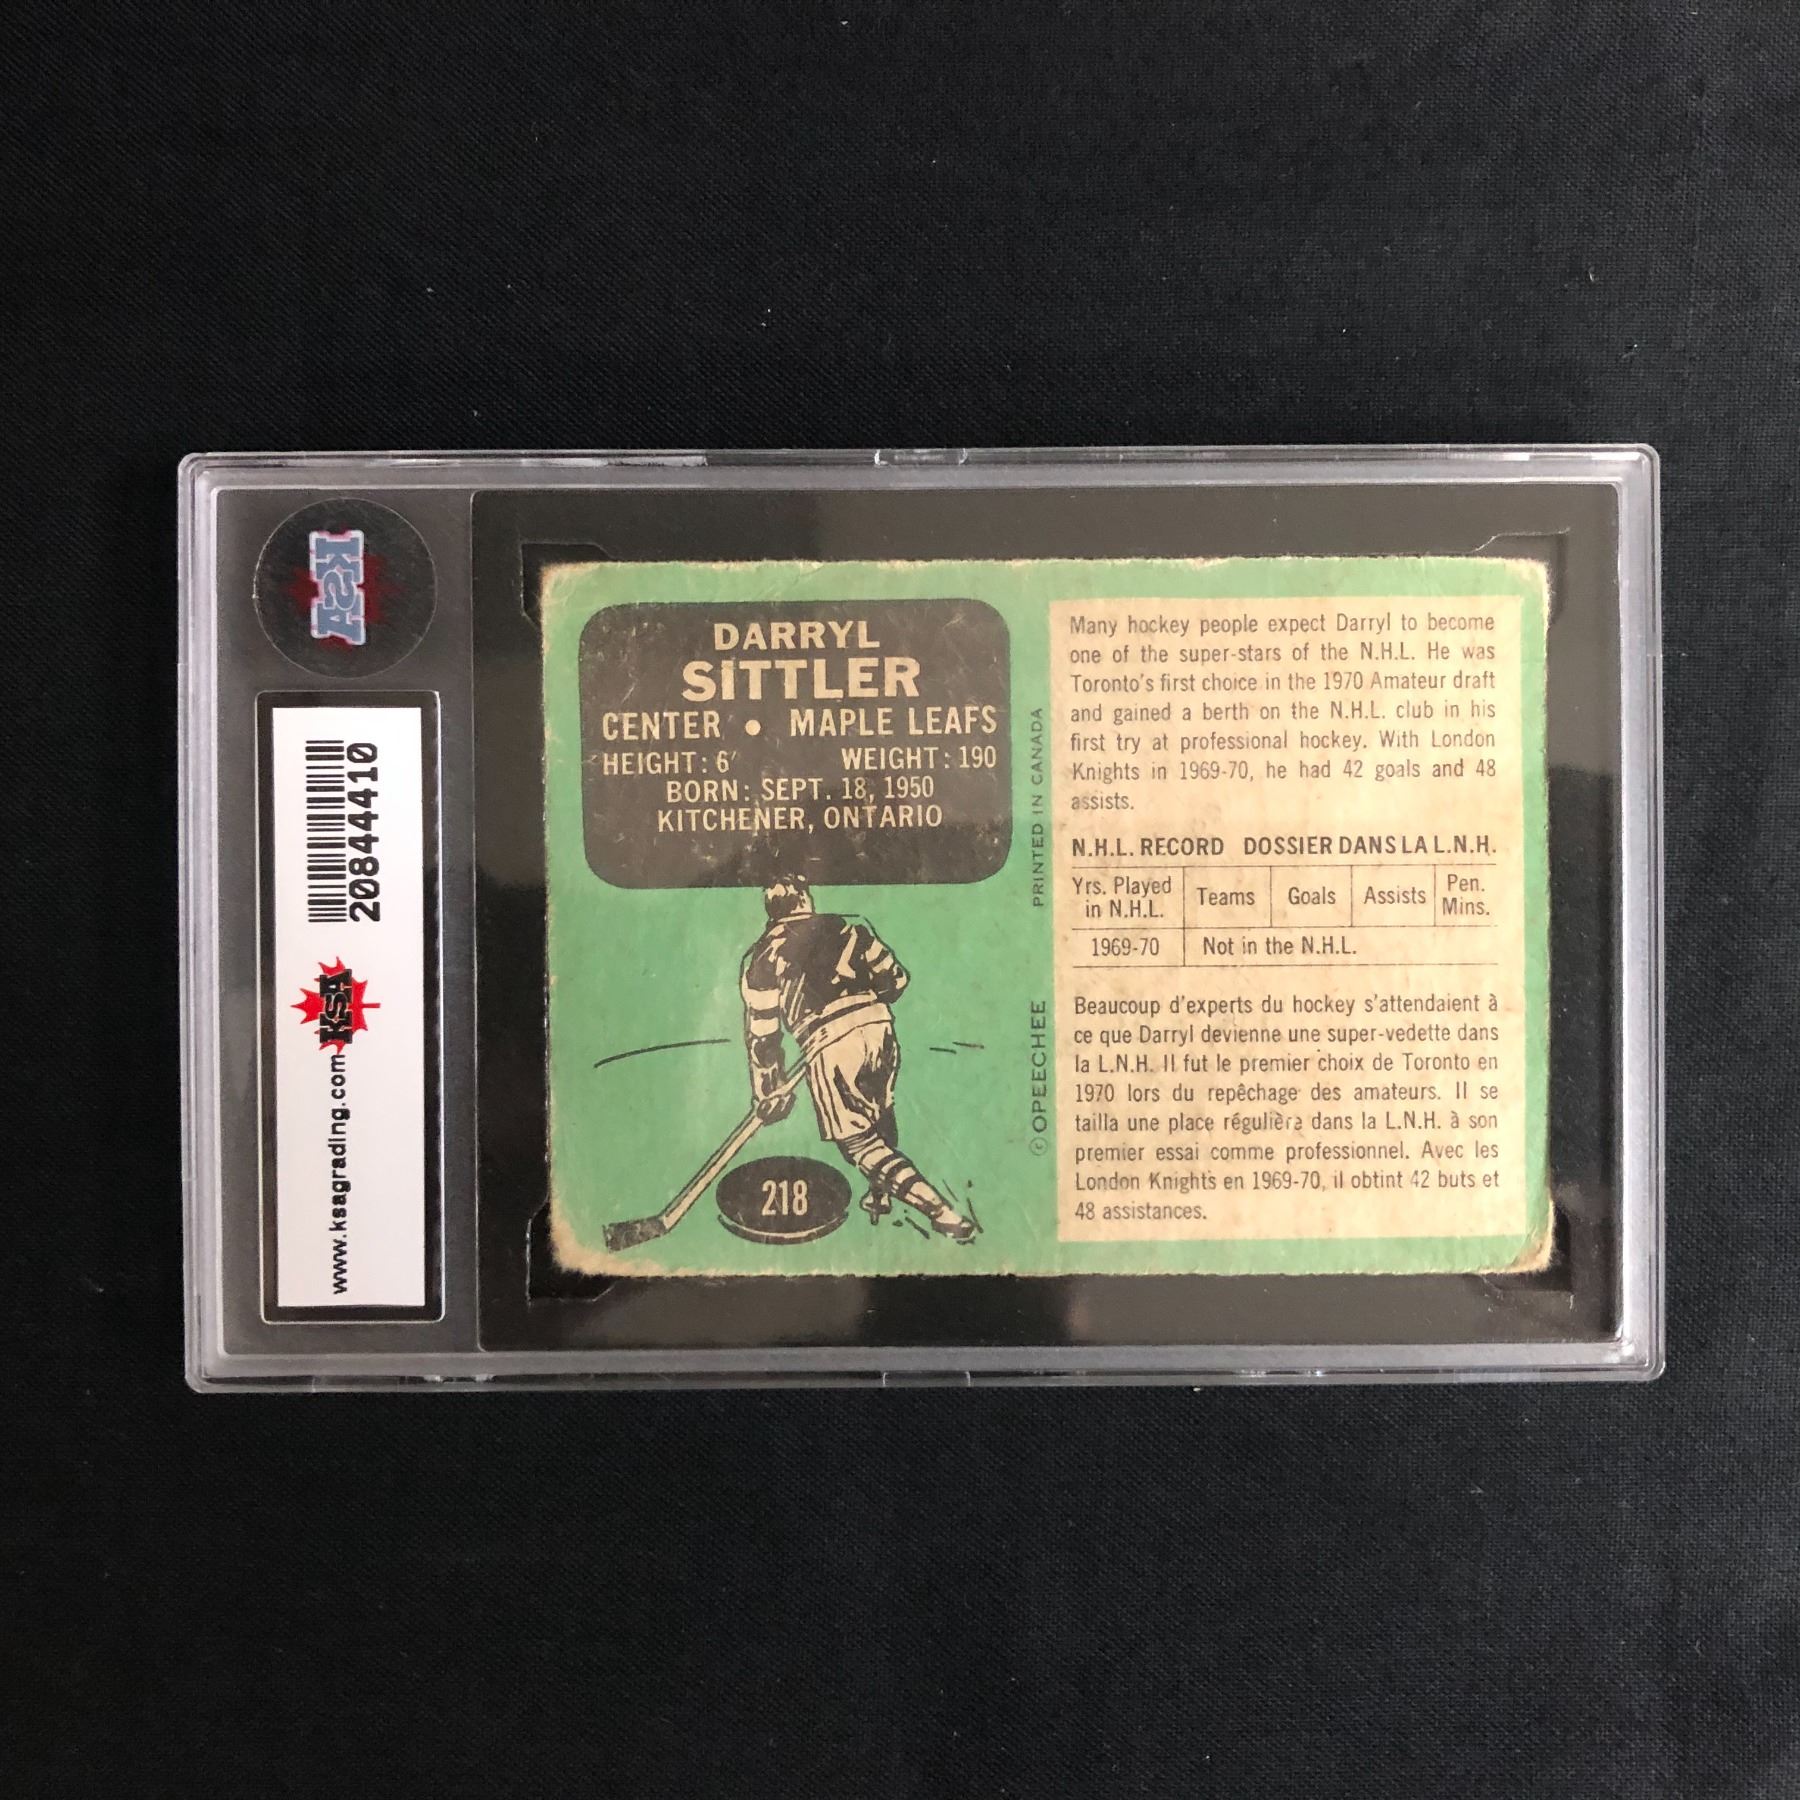 KSA
208444410
www.ksagrading.com
KSA
DARRYL
SITTLER
CENTER • MAPLE LEAFS
HEIGHT: 6′ WEIGHT: 190
BORN: SEPT. 18, 1950
KITCHENER, ONTARIO
218
©OPEECHEE PRINTED IN CANADA
Many hockey people expect Darryl to become
one of the super-stars of the N.H.L. He was
Toronto's first choice in the 1970 Amateur draft
and gained a berth on the N.H.L. club in his
first try at professional hockey. With London
Knights in 1969-70, he had 42 goals and 48
assists.
N.H.L. RECORD DOSSIER DANS LA L.N.H.
Yrs. Played in N.H.L. Teams Goals Assists Pen. Mins.
1969-70 Not in the N.H.L.
Beaucoup d'experts du hockey s'attendaient à
ce que Darryl devienne une super-vedette dans
la L.N.H. Il fut le premier choix de Toronto en
1970 lors du repêchage des amateurs. Il se
tailla une place régulière dans la L.N.H. à son
premier essai comme professionnel. Avec les
London Knights en 1969-70, il obtint 42 buts et
48 assistances.